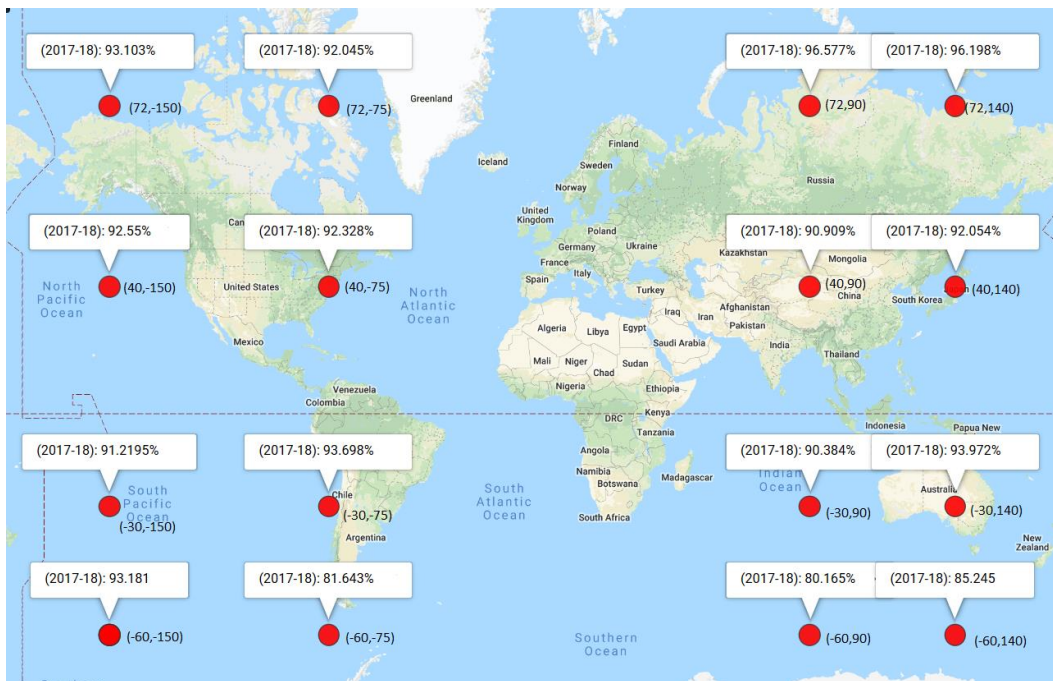 (2017-18): 93.103%
(2017-18): 92.045%
(2017-18): 96.577%
(2017-18): 96.198%
(72,-150)
(72,-75)
(72,90)
(72,140)
Greenland
Iceland
Finland
Sweden
Norway
Russia
United
Kingdom
(2017-18): 92.55%
(2017-18): 92.328%
(2017-18): 90.909%
(2017-18): 92.054%
Can
Poland
Germany
Ukraine
France
Kazakhstan
Mongolia
Spain
Italy
Turkey
(40,-150)
(40,-75)
(40,90)
(40,140)
North
Pacific
Ocean
United States
North
Atlantic
Ocean
China
South Korea
Iraq
Iran
Afghanistan
Pakistan
Mexico
Algeria
Libya
Egypt
Saudi Arabia
India
Mali
Niger
Chad
Sudan
Thailand
Nigeria
Ethiopia
Venezuela
Colombia
DRC
Kenya
Tanzania
Indonesia
Papua New
(2017-18): 91.2195%
(2017-18): 93.698%
(2017-18): 90.384%
(2017-18): 93.972%
Angola
Namibia
Botswana
Madagascar
Indian
Ocean
South
Pacific
Ocean
Chile
South
Atlantic
Ocean
Australia
(-30,-150)
(-30,-75)
(-30,90)
(-30,140)
South Africa
Argentina
New
Zealand
(2017-18): 93.181
(2017-18): 81.643%
(2017-18): 80.165%
(2017-18): 85.245
(-60,-150)
(-60,-75)
(-60,90)
(-60,140)
Southern
Ocean